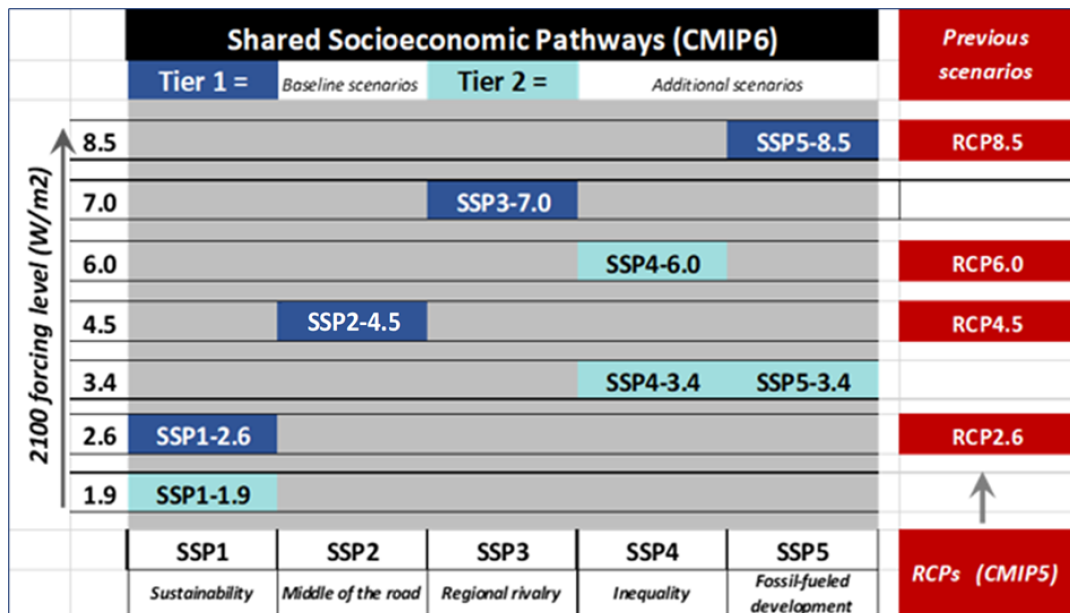 Shared Socioeconomic Pathways (CMIP6)
Previous
scenarios
Tier 1 =
Baseline scenarios
Tier 2 =
Additional scenarios
2100 forcing level (W/m2)
8.5
SSP5-8.5
RCP8.5
7.0
SSP3-7.0
6.0
SSP4-6.0
RCP6.0
4.5
SSP2-4.5
RCP4.5
3.4
SSP4-3.4
SSP5-3.4
2.6
SSP1-2.6
RCP2.6
1.9
SSP1-1.9
SSP1
SSP2
SSP3
SSP4
SSP5
Sustainability
Middle of the road
Regional rivalry
Inequality
Fossil-fueled
development
RCPs (CMIP5)